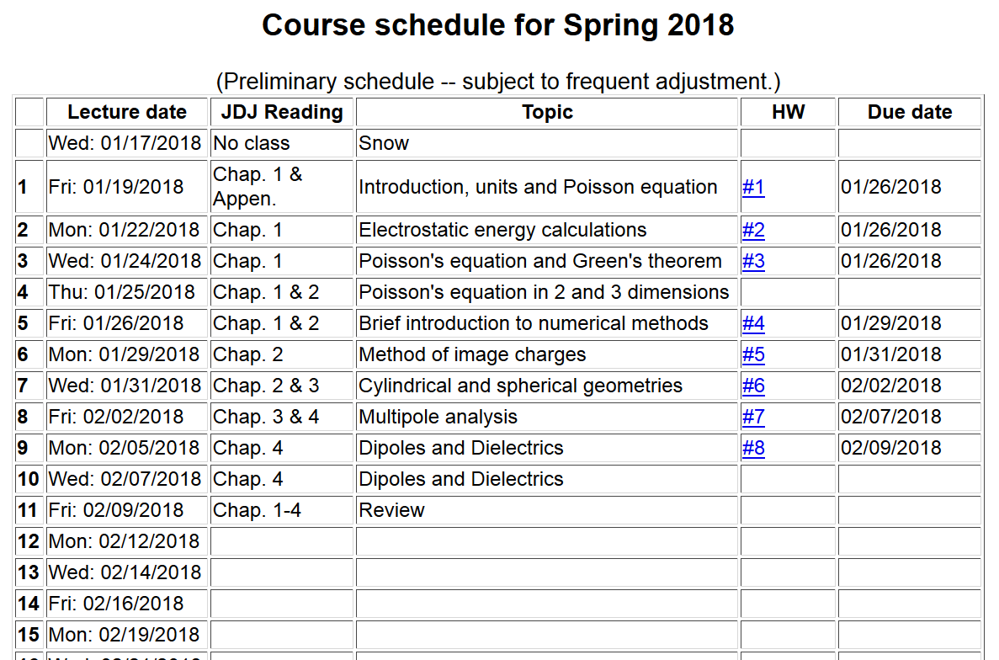 Course schedule for Spring 2018
(Preliminary schedule -- subject to frequent adjustment.)
Lecture date JDJ Reading Topic HW Due date
Wed: 01/17/2018 No class Snow
1 Fri: 01/19/2018 Chap. 1 & Appen. Introduction, units and Poisson equation #1 01/26/2018
2 Mon: 01/22/2018 Chap. 1 Electrostatic energy calculations #2 01/26/2018
3 Wed: 01/24/2018 Chap. 1 Poisson's equation and Green's theorem #3 01/26/2018
4 Thu: 01/25/2018 Chap. 1 & 2 Poisson's equation in 2 and 3 dimensions
5 Fri: 01/26/2018 Chap. 1 & 2 Brief introduction to numerical methods #4 01/29/2018
6 Mon: 01/29/2018 Chap. 2 Method of image charges #5 01/31/2018
7 Wed: 01/31/2018 Chap. 2 & 3 Cylindrical and spherical geometries #6 02/02/2018
8 Fri: 02/02/2018 Chap. 3 & 4 Multipole analysis #7 02/07/2018
9 Mon: 02/05/2018 Chap. 4 Dipoles and Dielectrics #8 02/09/2018
10 Wed: 02/07/2018 Chap. 4 Dipoles and Dielectrics
11 Fri: 02/09/2018 Chap. 1-4 Review
12 Mon: 02/12/2018
13 Wed: 02/14/2018
14 Fri: 02/16/2018
15 Mon: 02/19/2018